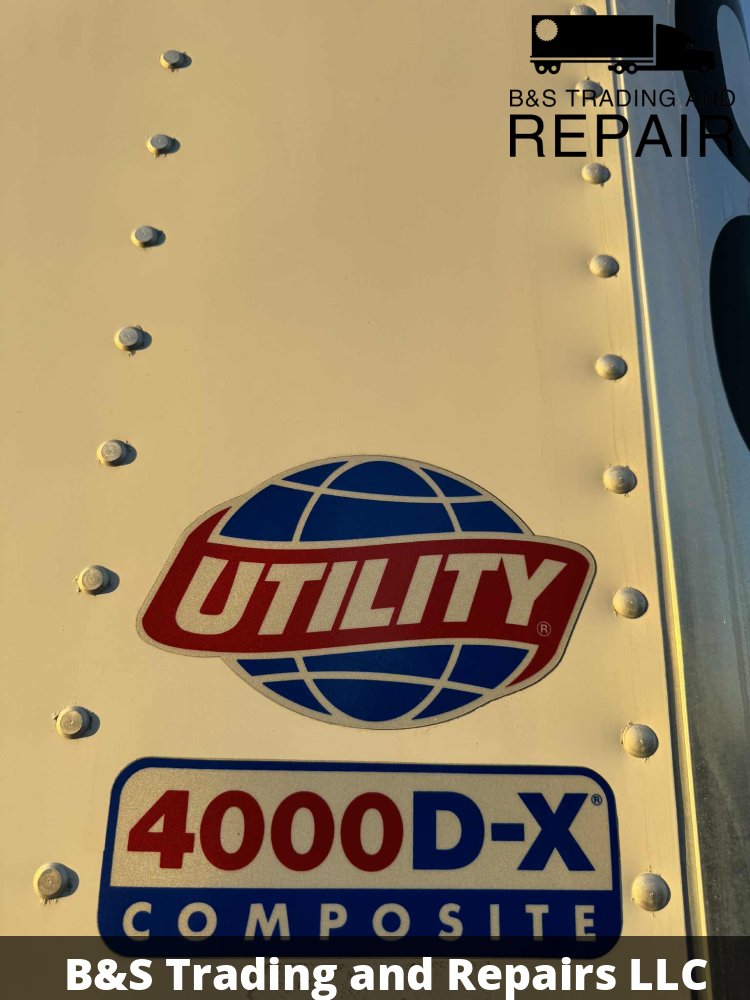 B&S TRADING AND
REPAIR
UTILITY®
4000D-X®
COMPOSITE
B&S Trading and Repairs LLC